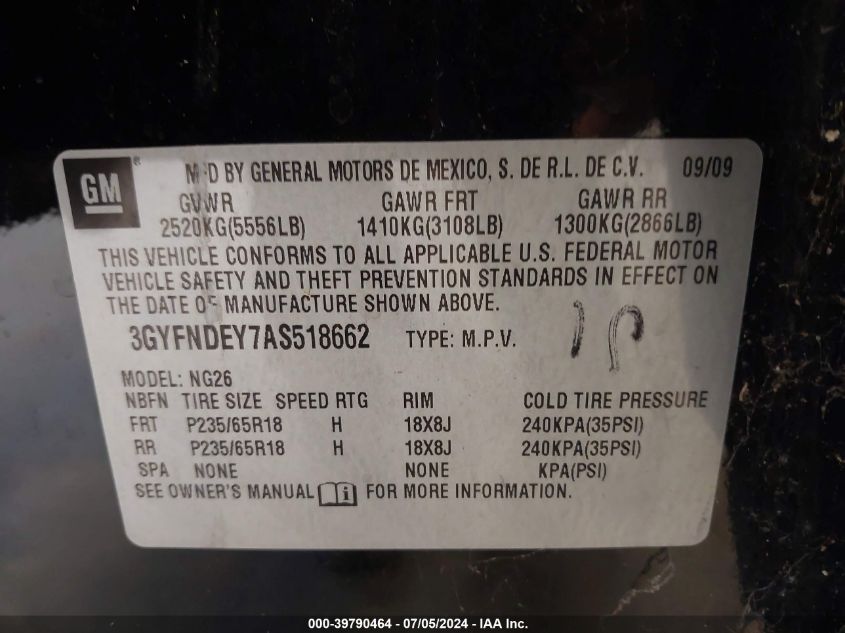 GM ® M D BY GENERAL MOTORS DE MEXICO, S. DE R.L. DE C.V. 09/09
GVWR GAWR FRT GAWR RR
2520KG(5556LB) 1410KG(3108LB) 1300KG(2866LB)
THIS VEHICLE CONFORMS TO ALL APPLICABLE U.S. FEDERAL MOTOR
VEHICLE SAFETY AND THEFT PREVENTION STANDARDS IN EFFECT ON
THE DATE OF MANUFACTURE SHOWN ABOVE.
3GYFNDEY7AS518662 TYPE: M.P.V.
MODEL: NG26
NBFN TIRE SIZE SPEED RTG RIM COLD TIRE PRESSURE
FRT P235/65R18 H 18X8J 240KPA(35PSI)
RR P235/65R18 H 18X8J 240KPA(35PSI)
SPA NONE NONE KPA(PSI)
SEE OWNER'S MANUAL i FOR MORE INFORMATION.
000-39790464 - 07/05/2024 - IAA Inc.